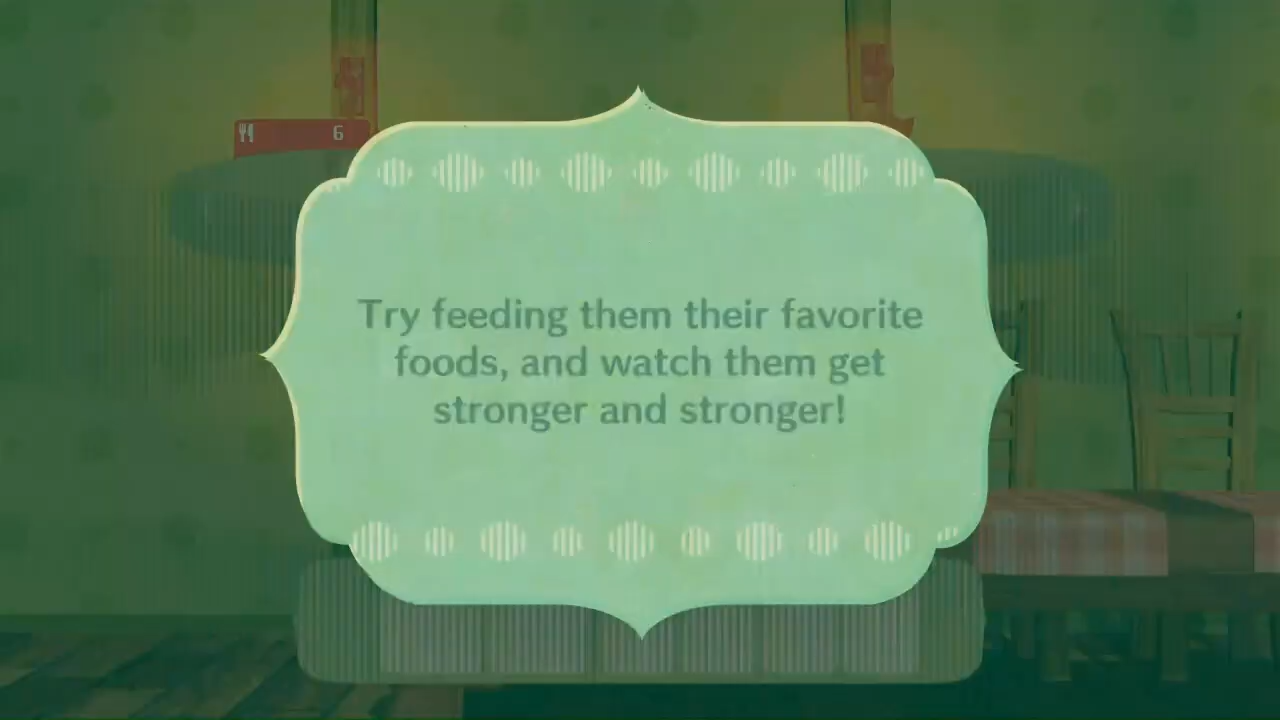 6
Try feeding them their favorite
foods, and watch them get
stronger and stronger!